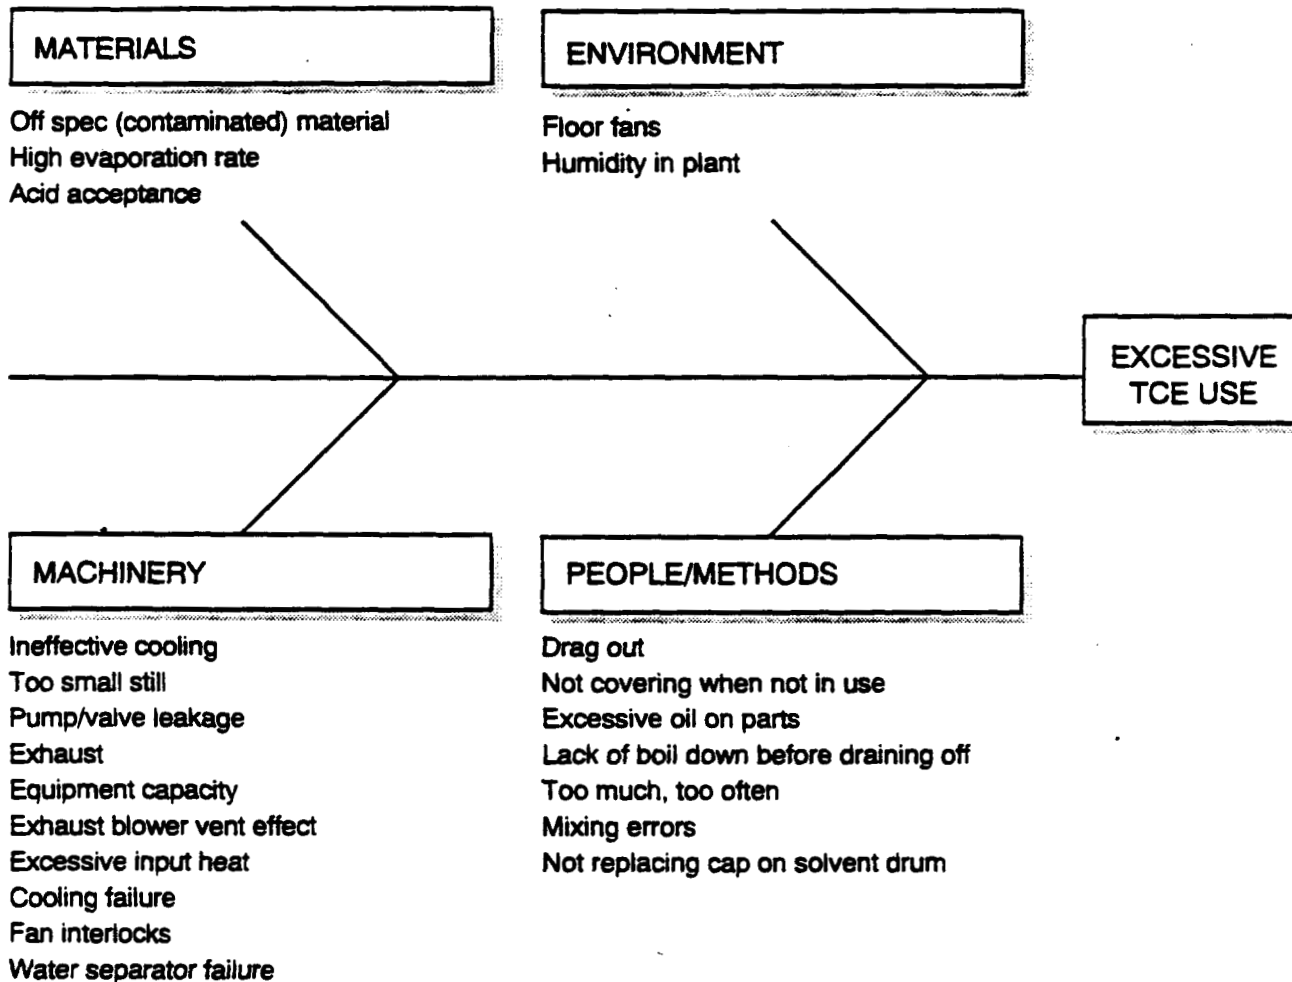 MATERIALS
Off spec (contaminated) material
High evaporation rate
Acid acceptance
ENVIRONMENT
Floor fans
Humidity in plant
EXCESSIVE
TCE USE
MACHINERY
Ineffective cooling
Too small still
Pump/valve leakage
Exhaust
Equipment capacity
Exhaust blower vent effect
Excessive input heat
Cooling failure
Fan interlocks
Water separator failure
PEOPLE/METHODS
Drag out
Not covering when not in use
Excessive oil on parts
Lack of boil down before draining off
Too much, too often
Mixing errors
Not replacing cap on solvent drum